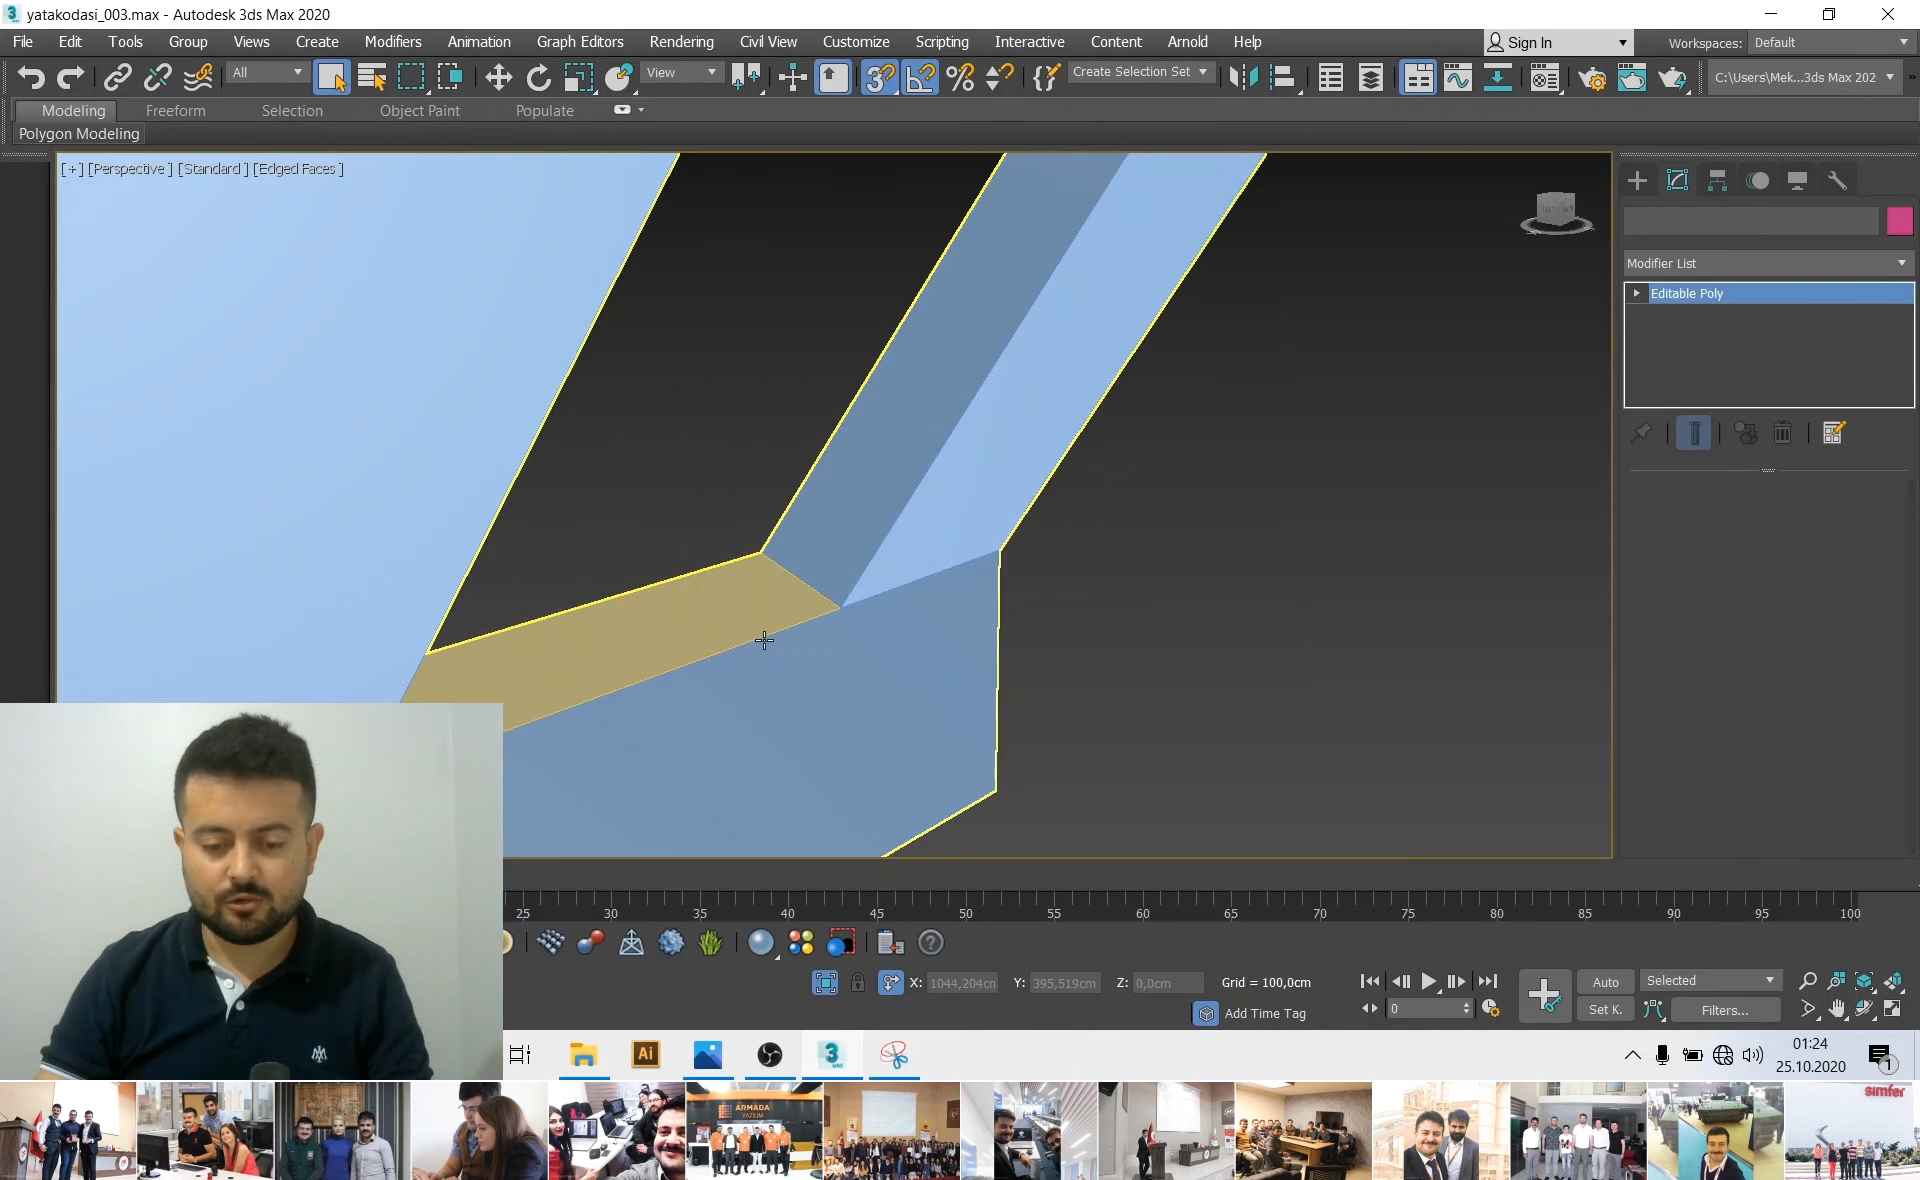 yatakodasi_003.max - Autodesk 3ds Max 2020
File Edit Tools Group Views Create Modifiers Animation Graph Editors Rendering Civil View Customize Scripting Interactive Content Arnold Help
Sign In
Workspaces: Default
All
View
Create Selection Set
C:\Users\Mek...3ds Max 202
Modeling Freeform Selection Object Paint Populate
Polygon Modeling
[+] [Perspective ] [Standard ] [Edged Faces ]
Modifier List
Editable Poly
25 30 35 40 45 50 55 60 65 70 75 80 85 90 95 100
X: 1044,204cn Y: 395,519cm Z: 0,0cm Grid = 100,0cm
Add Time Tag
0
Auto Selected
Set K. Filters...
Ai
3
01:24
25.10.2020
1
ARMADA
YAZILIM
simfer